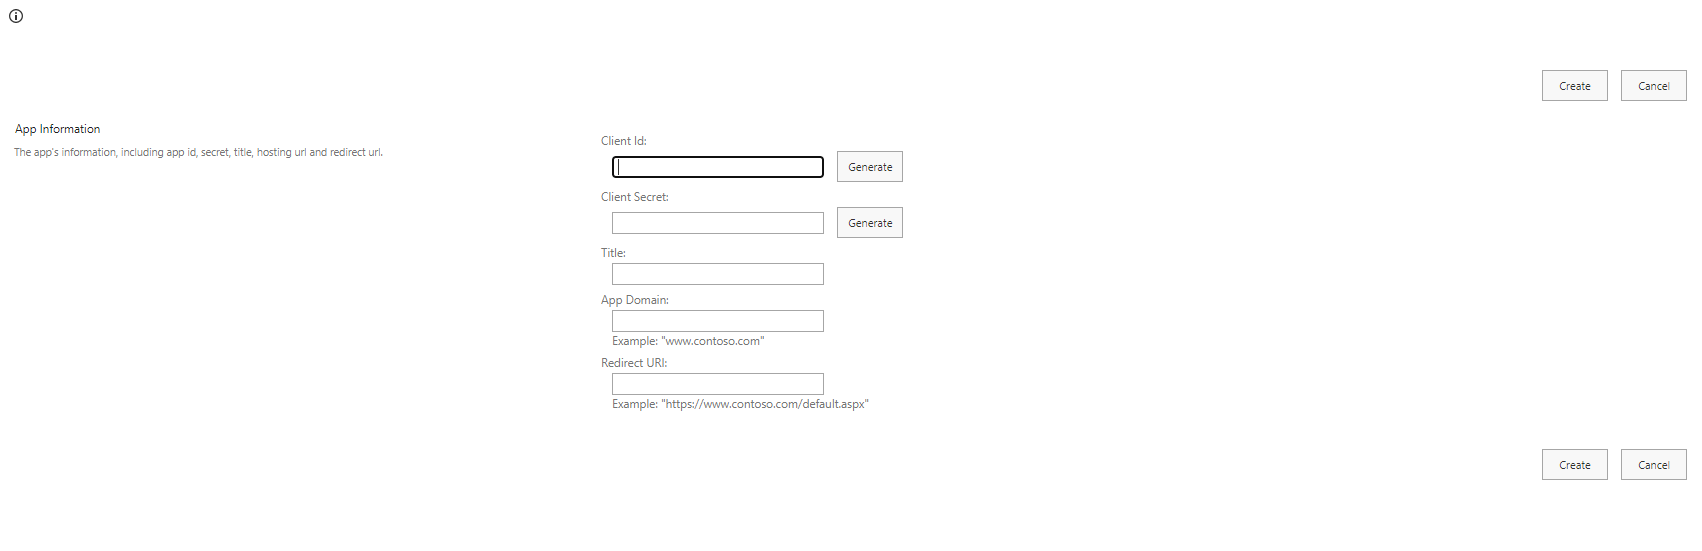 Create Cancel
App Information
The app's information, including app id, secret, title, hosting url and redirect url.
Client Id:
Generate
Client Secret:
Generate
Title:
App Domain:
Example: "www.contoso.com"
Redirect URI:
Example: "https://www.contoso.com/default.aspx"
Create Cancel